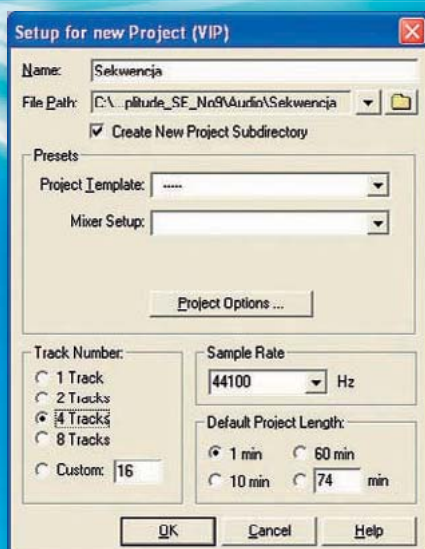 Setup for new Project (VIP)
Name: Sekwencja
File Path: C:\...plitude_SE_No9\Audio\Sekwencja
Create New Project Subdirectory
Presets
Project Template: -----
Mixer Setup:
Project Options ...
Track Number:
1 Track
2 Tracks
4 Tracks
8 Tracks
Custom: 16
Sample Rate
44100 Hz
Default Project Length:
1 min 60 min
10 min 74 min
OK Cancel Help